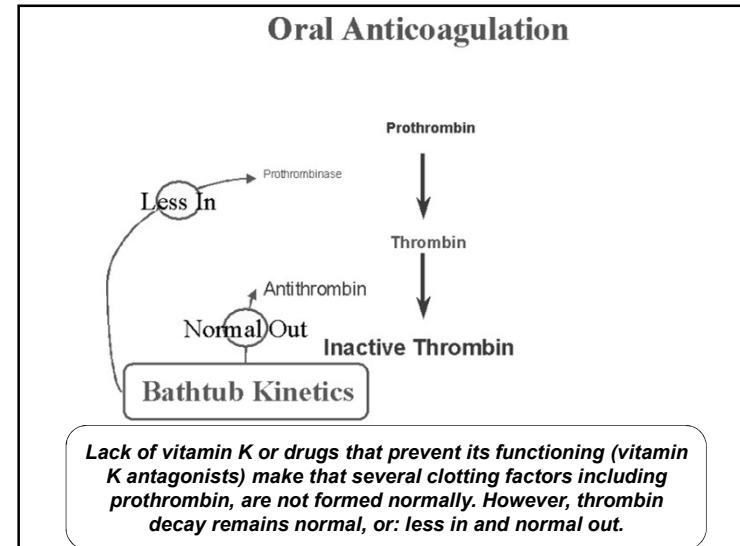 Oral Anticoagulation
Prothrombin
Prothrombinase
Less In
Thrombin
Antithrombin
Normal Out
Inactive Thrombin
Bathtub Kinetics
Lack of vitamin K or drugs that prevent its functioning (vitamin
K antagonists) make that several clotting factors including
prothrombin, are not formed normally. However, thrombin
decay remains normal, or: less in and normal out.